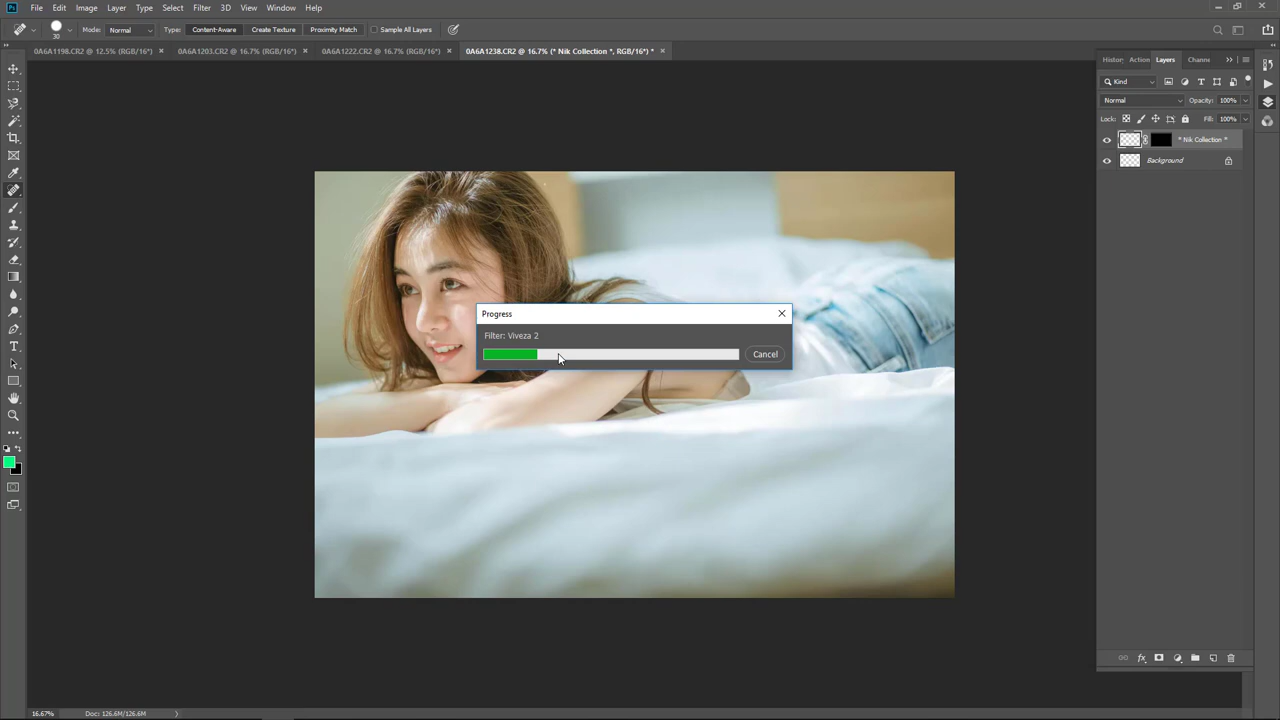 Ps File Edit Image Layer Type Select Filter 3D View Window Help
30 Mode: Normal Type: Content-Aware Create Texture Proximity Match Sample All Layers
0A6A1198.CR2 @ 12.5% (RGB/16*) 0A6A1203.CR2 @ 16.7% (RGB/16*) 0A6A1222.CR2 @ 16.7% (RGB/16*) 0A6A1238.CR2 @ 16.7% (* Nik Collection *, RGB/16*) *
Histor Action Layers Channe
Kind
Normal Opacity: 100%
Lock: Fill: 100%
* Nik Collection *
Background
Progress
Filter: Viveza 2
Cancel
16.67% Doc: 126.6M/126.6M